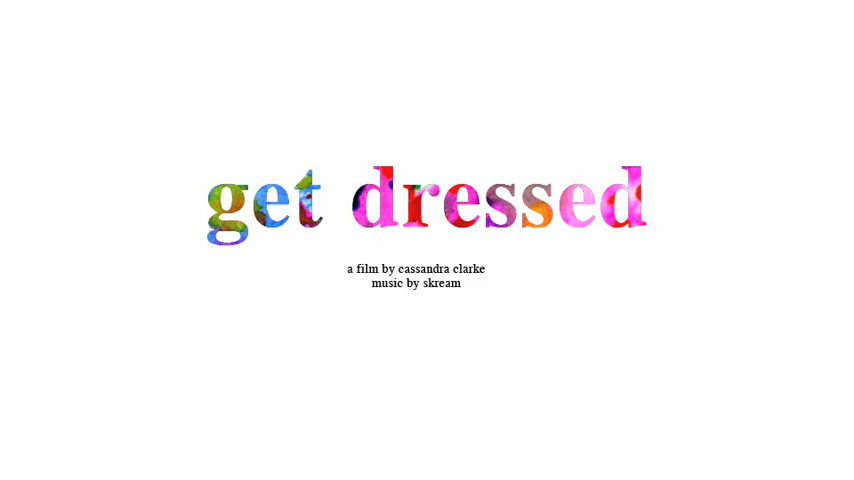 get dressed
a film by cassandra clarke
music by skream